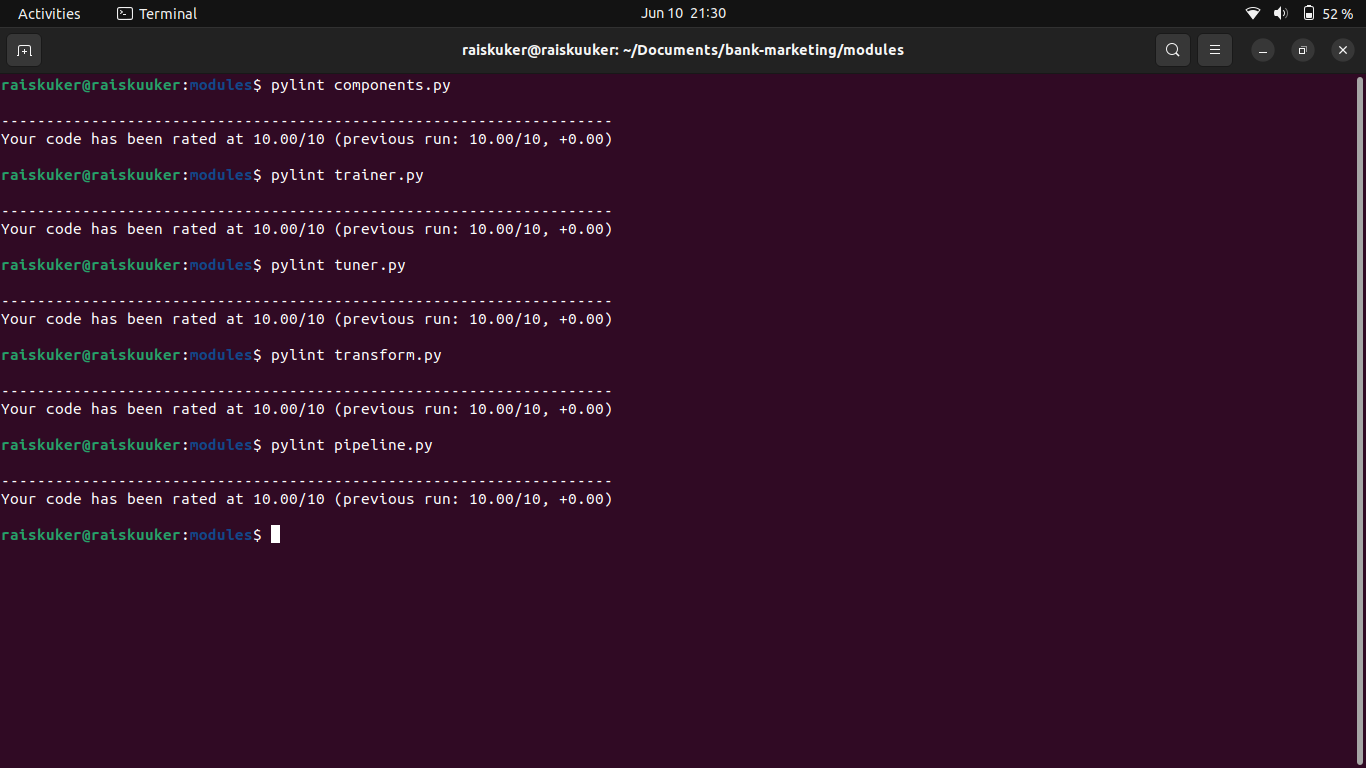 Activities Terminal Jun 10 21:30 52 %
raiskuker@raiskuuker: ~/Documents/bank-marketing/modules
raiskuker@raiskuuker:modules$ pylint components.py
--------------------------------------------------------------------
Your code has been rated at 10.00/10 (previous run: 10.00/10, +0.00)
raiskuker@raiskuuker:modules$ pylint trainer.py
--------------------------------------------------------------------
Your code has been rated at 10.00/10 (previous run: 10.00/10, +0.00)
raiskuker@raiskuuker:modules$ pylint tuner.py
--------------------------------------------------------------------
Your code has been rated at 10.00/10 (previous run: 10.00/10, +0.00)
raiskuker@raiskuuker:modules$ pylint transform.py
--------------------------------------------------------------------
Your code has been rated at 10.00/10 (previous run: 10.00/10, +0.00)
raiskuker@raiskuuker:modules$ pylint pipeline.py
--------------------------------------------------------------------
Your code has been rated at 10.00/10 (previous run: 10.00/10, +0.00)
raiskuker@raiskuuker:modules$